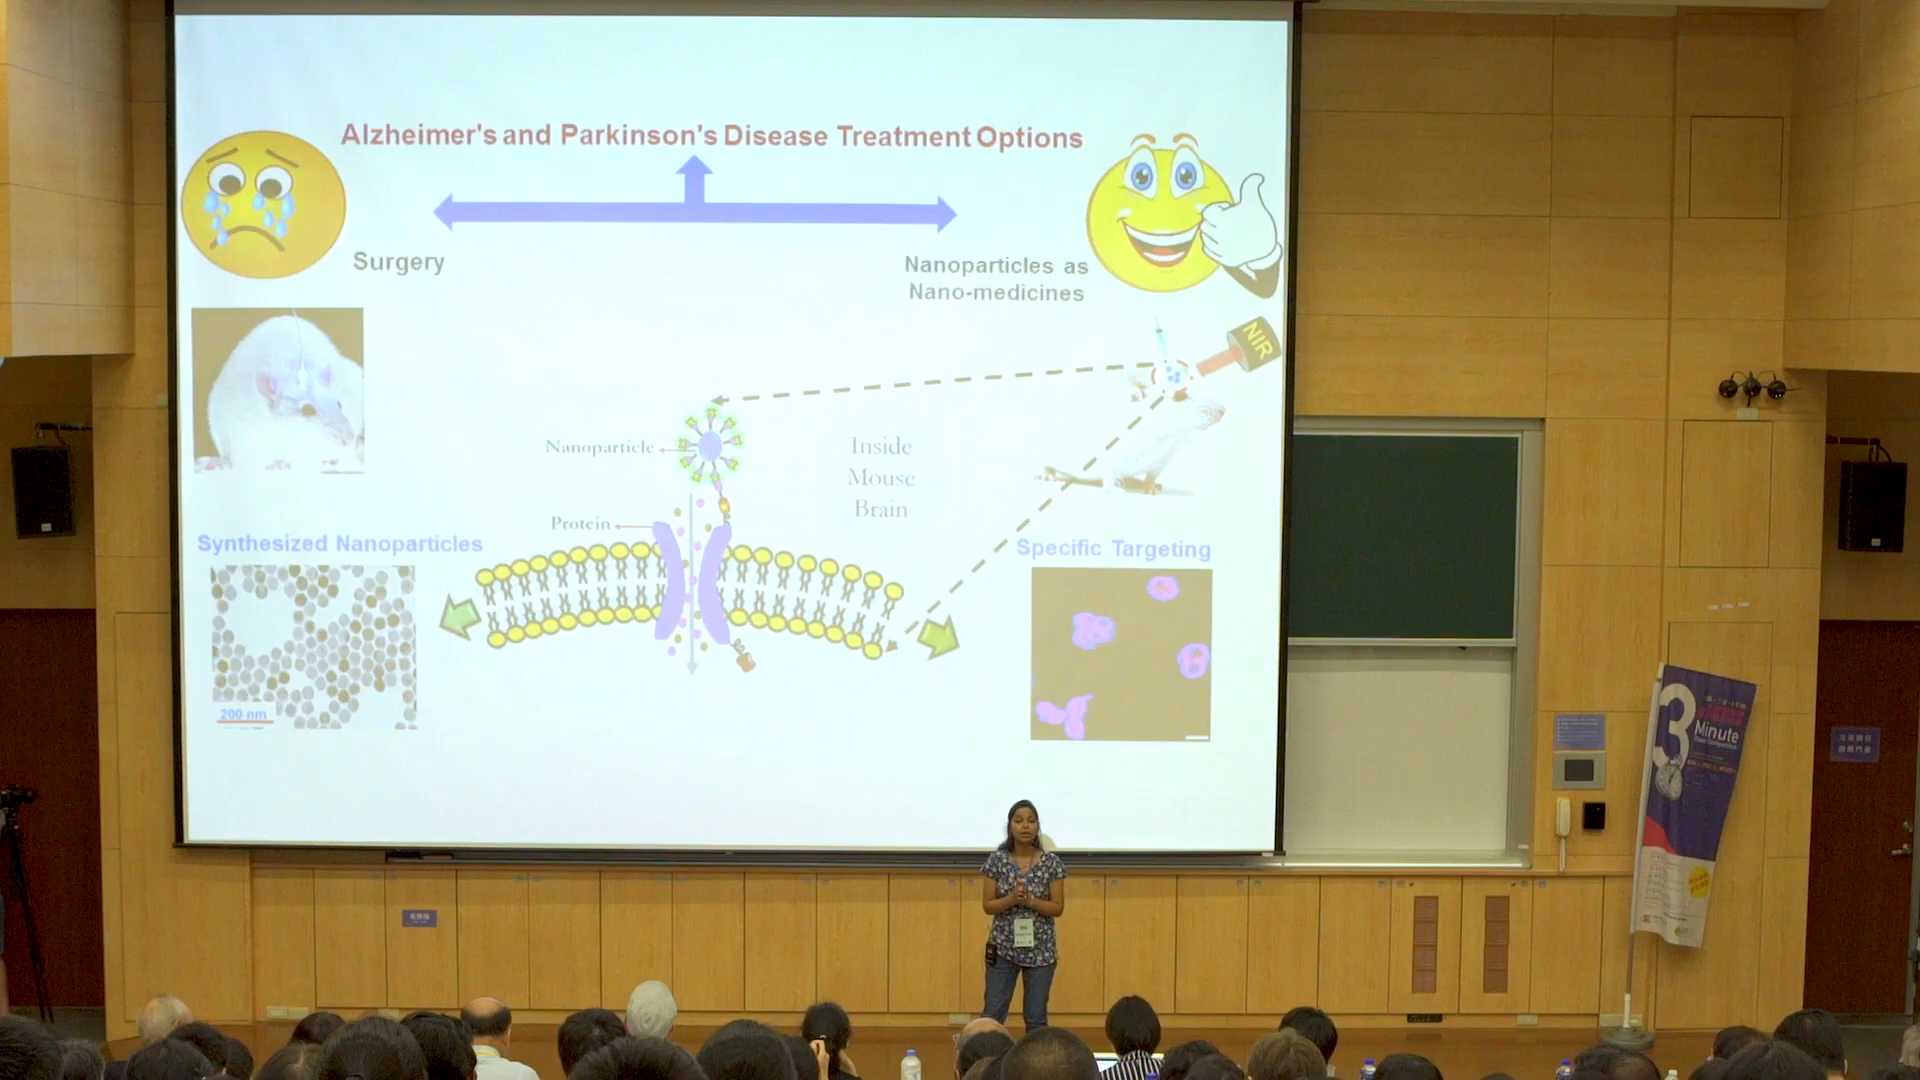 Alzheimer's and Parkinson's Disease Treatment Options
Surgery
Nanoparticles as
Nano-medicines
NIR
Nanoparticle
Inside
Mouse
Brain
Protein
Synthesized Nanoparticles
Specific Targeting
200 nm
3
Minute